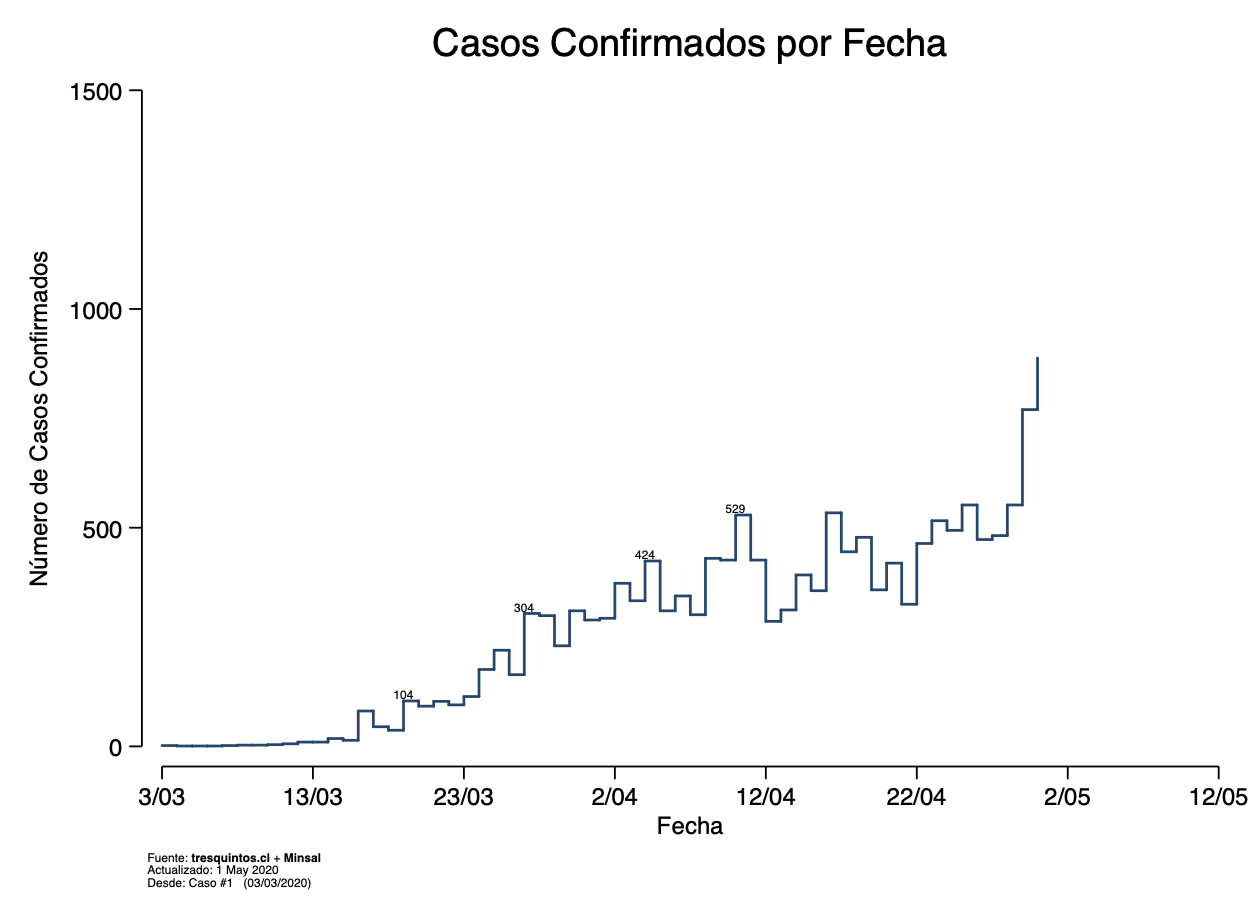 Casos Confirmados por Fecha
1500
1000
500
0
Número de Casos Confirmados
104
304
424
529
3/03
13/03
23/03
2/04
12/04
22/04
2/05
12/05
Fecha
Fuente: tresquintos.cl + Minsal
Actualizado: 1 May 2020
Desde: Caso #1 (03/03/2020)